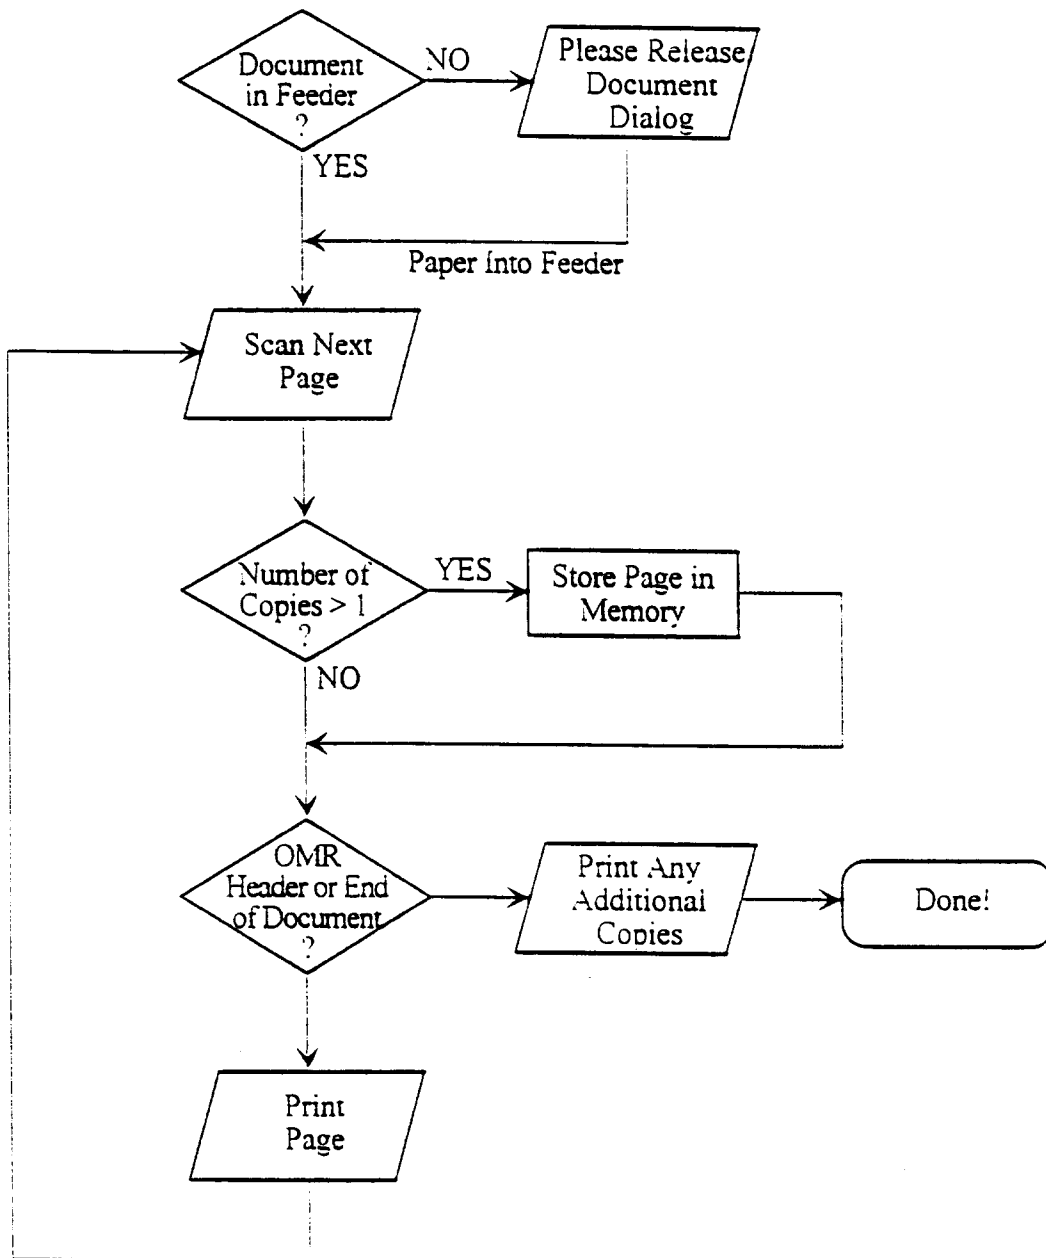 Document
in Feeder
?
NO
Please Release
Document
Dialog
YES
Paper into Feeder
Scan Next
Page
Number of
Copies > 1
?
YES
Store Page in
Memory
NO
OMR
Header or End
of Document
?
Print Any
Additional
Copies
Done!
Print
Page